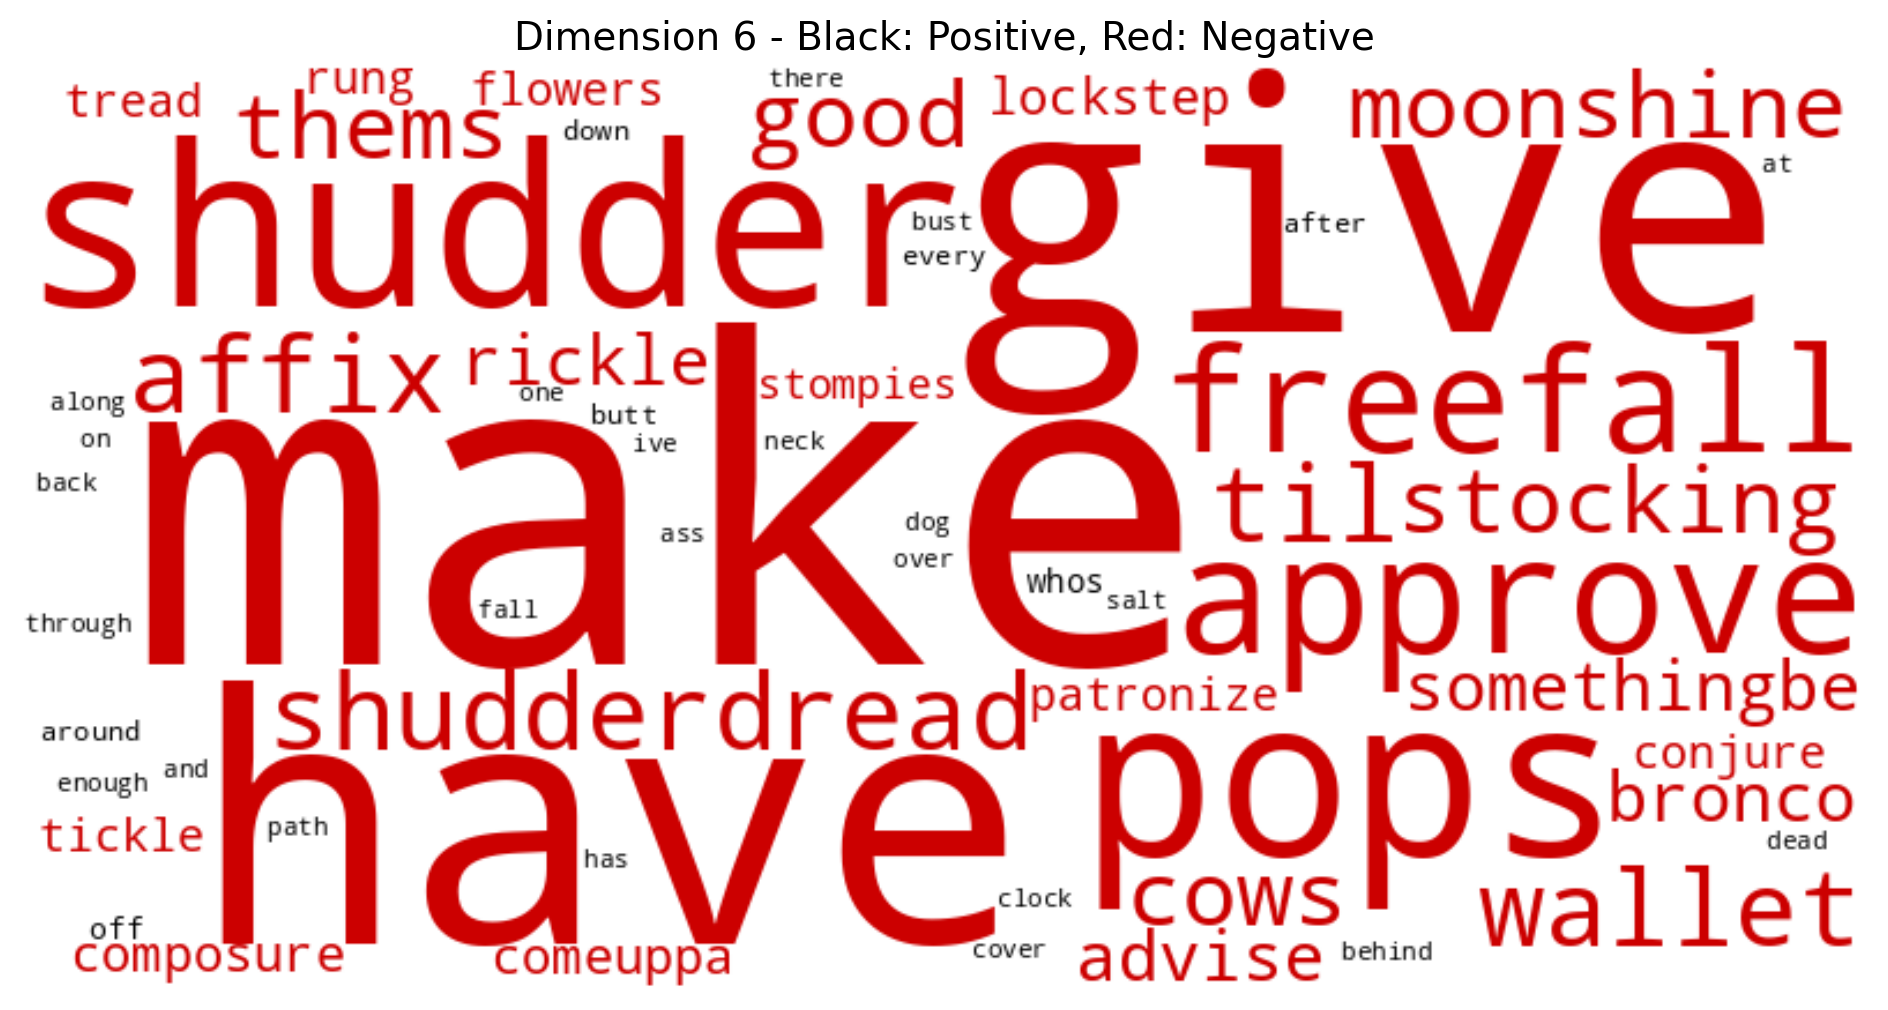 Dimension 6 - Black: Positive, Red: Negative
tread
rung
flowers
there
thems
good
lockstep
moonshine
down
at
shudder
give
bust
after
every
affix
rickle
freefall
one
stompies
along
butt
on
ive
neck
make
back
til
stocking
ass
dog
over
whos
salt
approve
fall
through
shudderdread
patronize
somethingbe
around
have
pops
conjure
and
enough
bronco
tickle
path
dead
has
clock
cows
wallet
off
composure
comeuppa
cover
advise
behind